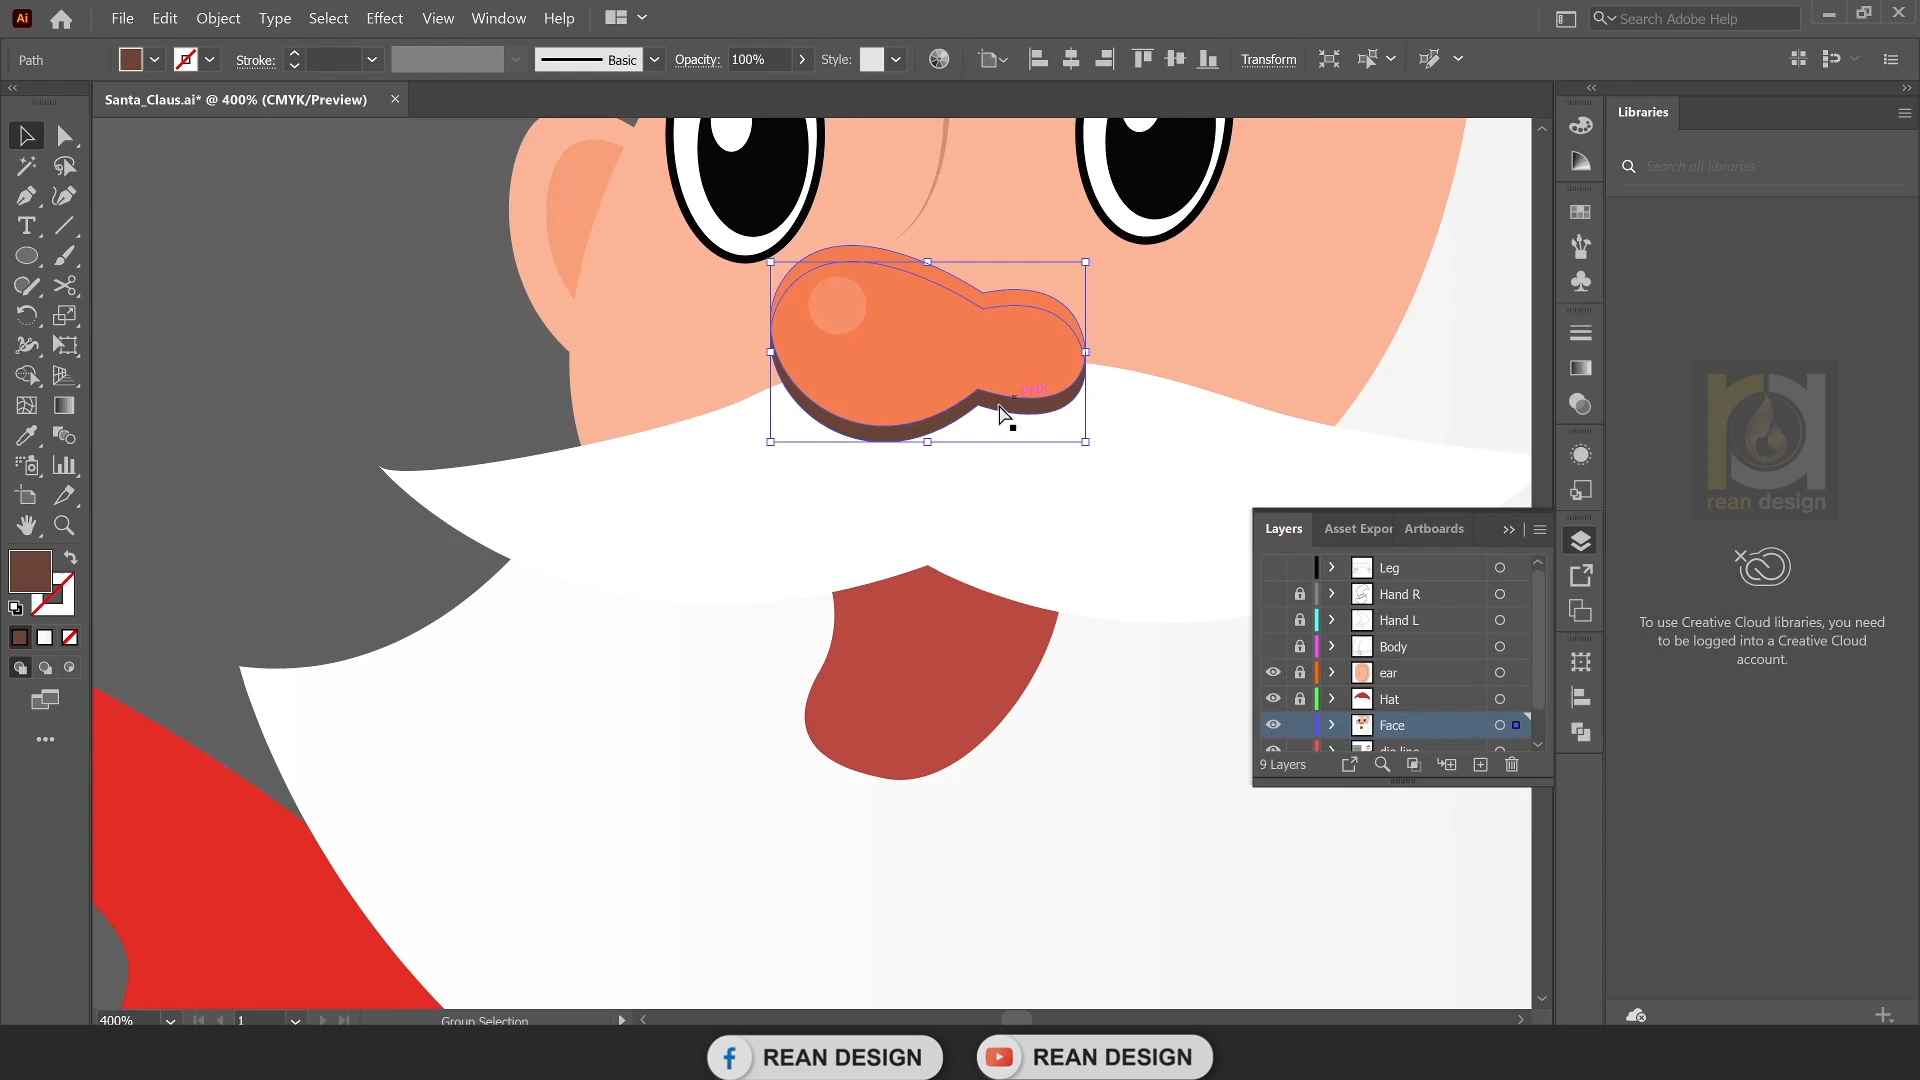 Ai File Edit Object Type Select Effect View Window Help Search Adobe Help
Path Stroke: Basic Opacity: 100% Style: Transform
Santa_Claus.ai* @ 400% (CMYK/Preview)
Libraries
Search all libraries
path
rean design
Layers Asset Expor Artboards
Leg
Hand R
Hand L
Body
ear
Hat
Face
9 Layers
To use Creative Cloud libraries, you need
to be logged into a Creative Cloud
account.
400% 1 Group Selection
REAN DESIGN REAN DESIGN